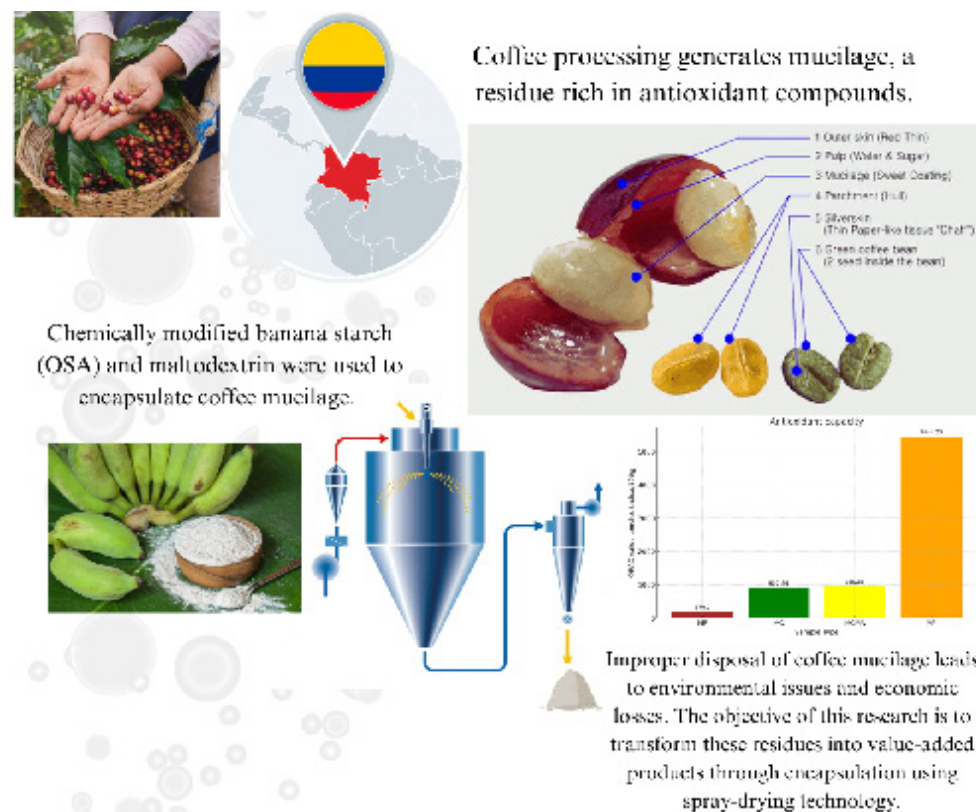 Coffee processing generates mucilage, a
residue rich in antioxidant compounds.
1 Outer skin (Red Thin)
2 Pulp (Water & Sugar)
3 Mucilage (Sweet Coating)
4 Parchment (Hull)
5 Silverskin
(Thin Paper-like tissue "Chaff")
6 Green coffee bean
(2 seed inside the bean)
Chemically modified banana starch
(OSA) and maltodextrin were used to
encapsulate coffee mucilage.
Antioxidant capacity
Improper disposal of coffee mucilage leads
to environmental issues and economic
losses. The objective of this research is to
transform these residues into value-added
products through encapsulation using
spray-drying technology.